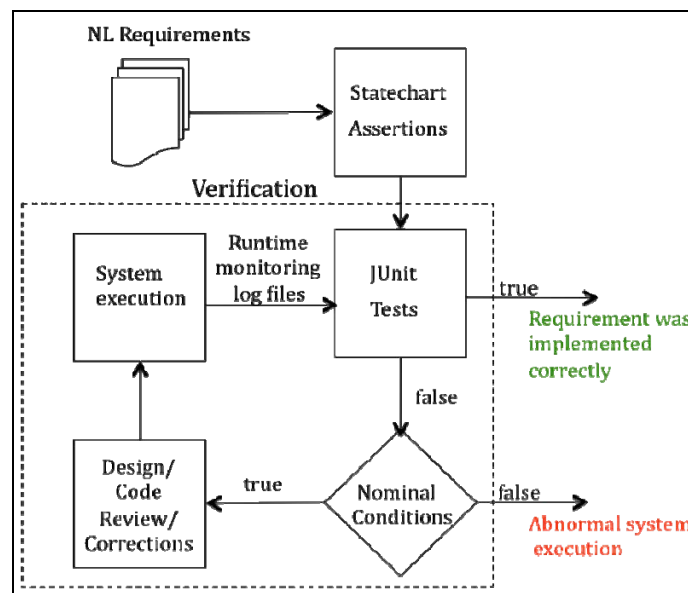 NL Requirements
Statechart
Assertions
Verification
System
execution
Runtime
monitoring
log files
JUnit
Tests
true
Requirement was
implemented
correctly
false
Design/
Code
Review/
Corrections
true
Nominal
Conditions
false
Abnormal system
execution